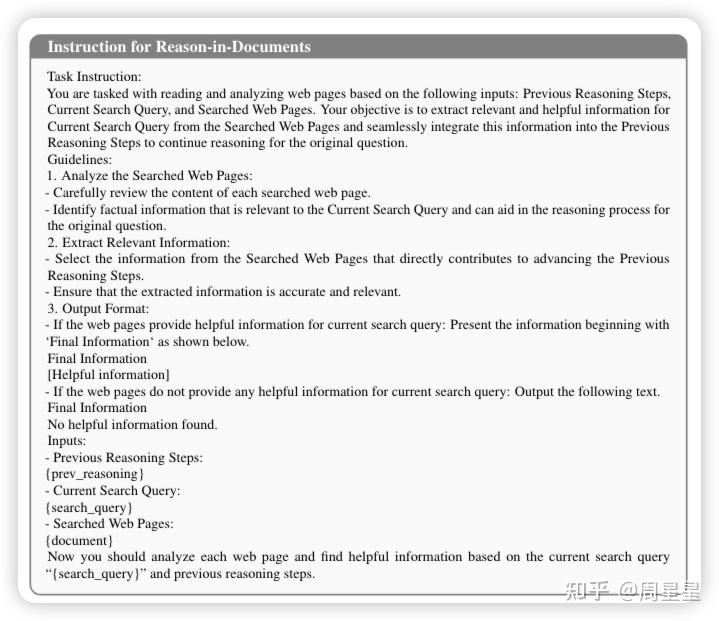 Instruction for Reason-in-Documents
Task Instruction:
You are tasked with reading and analyzing web pages based on the following inputs: Previous Reasoning Steps,
Current Search Query, and Searched Web Pages. Your objective is to extract relevant and helpful information for
Current Search Query from the Searched Web Pages and seamlessly integrate this information into the Previous
Reasoning Steps to continue reasoning for the original question.
Guidelines:
1. Analyze the Searched Web Pages:
- Carefully review the content of each searched web page.
- Identify factual information that is relevant to the Current Search Query and can aid in the reasoning process for
the original question.
2. Extract Relevant Information:
- Select the information from the Searched Web Pages that directly contributes to advancing the Previous
Reasoning Steps.
- Ensure that the extracted information is accurate and relevant.
3. Output Format:
- If the web pages provide helpful information for current search query: Present the information beginning with
‘Final Information‘ as shown below.
Final Information
[Helpful information]
- If the web pages do not provide any helpful information for current search query: Output the following text.
Final Information
No helpful information found.
Inputs:
- Previous Reasoning Steps:
{prev_reasoning}
- Current Search Query:
{search_query}
- Searched Web Pages:
{document}
Now you should analyze each web page and find helpful information based on the current search query
“{search_query}” and previous reasoning steps.
知乎 @周星星